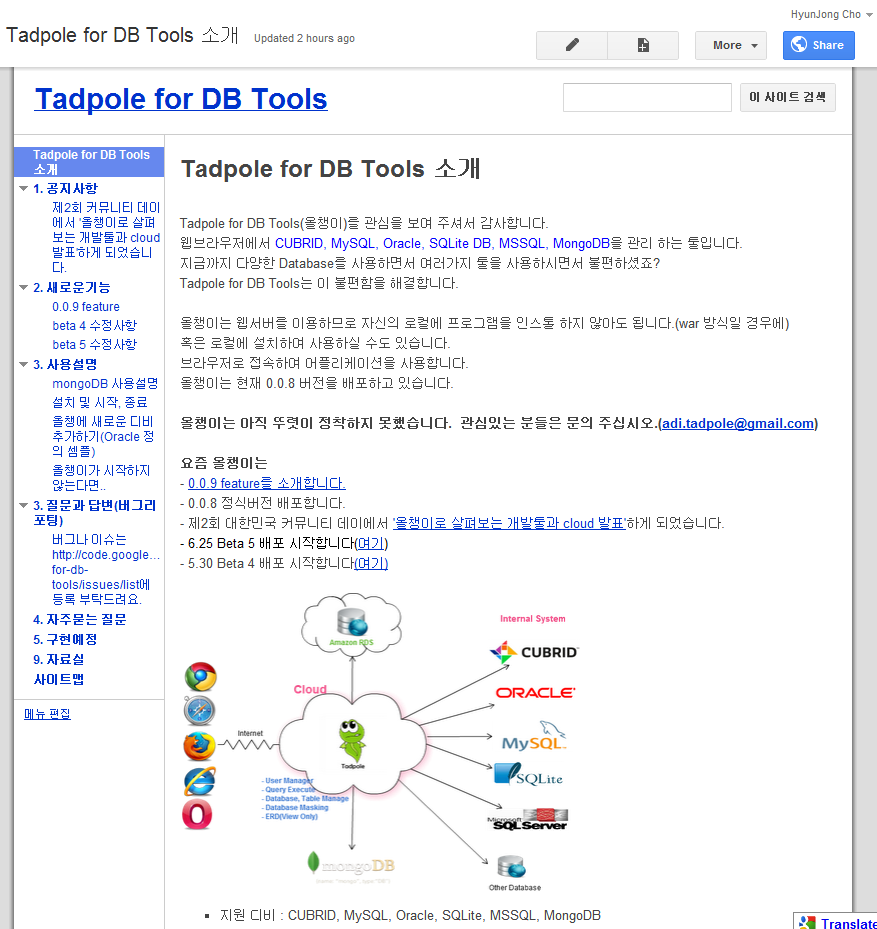 HyunJong Cho
Tadpole for DB Tools 소개 Updated 2 hours ago
More
Share
Tadpole for DB Tools
이 사이트 검색
Tadpole for DB Tools
소개
1. 공지사항
제2회 커뮤니티 데이
에서 '올챙이로 살펴
보는 개발툴과 cloud
발표'하게 되었습니
다.
2. 새로운기능
0.0.9 feature
beta 4 수정사항
beta 5 수정사항
3. 사용설명
mongoDB 사용설명
설치 및 시작, 종료
올챙에 새로운 디비
추가하기(Oracle 정
의 샘플)
올챙이가 시작하지
않는다면..
3. 질문과 답변(버그리
포팅)
버그나 이슈는
http://code.google...
for-db-
tools/issues/list에
등록 부탁드려요.
4. 자주묻는 질문
5. 구현예정
9. 자료실
사이트맵
메뉴 편집
Tadpole for DB Tools 소개
Tadpole for DB Tools(올챙이)를 관심을 보여 주셔서 감사합니다.
웹브라우저에서 CUBRID, MySQL, Oracle, SQLite DB, MSSQL, MongoDB을 관리 하는 툴입니다.
지금까지 다양한 Database를 사용하면서 여러가지 툴을 사용하시면서 불편하셨죠?
Tadpole for DB Tools는 이 불편함을 해결합니다.
올챙이는 웹서버를 이용하므로 자신의 로컬에 프로그램을 인스톨 하지 않아도 됩니다.(war 방식일 경우에)
혹은 로컬에 설치하여 사용하실 수도 있습니다.
브라우저로 접속하여 어플리케이션을 사용합니다.
올챙이는 현재 0.0.8 버전을 배포하고 있습니다.
올챙이는 아직 뚜렷이 정착하지 못했습니다. 관심있는 분들은 문의 주십시오.(adi.tadpole@gmail.com)
요즘 올챙이는
- 0.0.9 feature를 소개합니다.
- 0.0.8 정식버전 배포합니다.
- 제2회 대한민국 커뮤니티 데이에서 '올챙이로 살펴보는 개발툴과 cloud 발표'하게 되었습니다.
- 6.25 Beta 5 배포 시작합니다(여기)
- 5.30 Beta 4 배포 시작합니다(여기)
Amazon RDS
Internal System
CUBRID
Cloud
ORACLE
Internet
MySQL
Tadpole
SQLite
- User Manager
- Query Execute
- Database, Table Manage
- Database Masking
- ERD(View Only)
Microsoft
SQL Server
mongoDB
Other Database
▪ 지원 디비 : CUBRID, MySQL, Oracle, SQLite, MSSQL, MongoDB
Translate